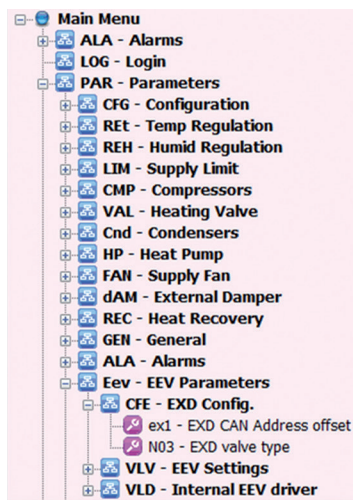 Main Menu
ALA - Alarms
LOG - Login
PAR - Parameters
CFG - Configuration
REt - Temp Regulation
REH - Humid Regulation
LIM - Supply Limit
CMP - Compressors
VAL - Heating Valve
Cnd - Condensers
HP - Heat Pump
FAN - Supply Fan
dAM - External Damper
REC - Heat Recovery
GEN - General
ALA - Alarms
Eev - EEV Parameters
CFE - EXD Config.
ex1 - EXD CAN Address offset
N03 - EXD valve type
VLV - EEV Settings
VLD - Internal EEV driver